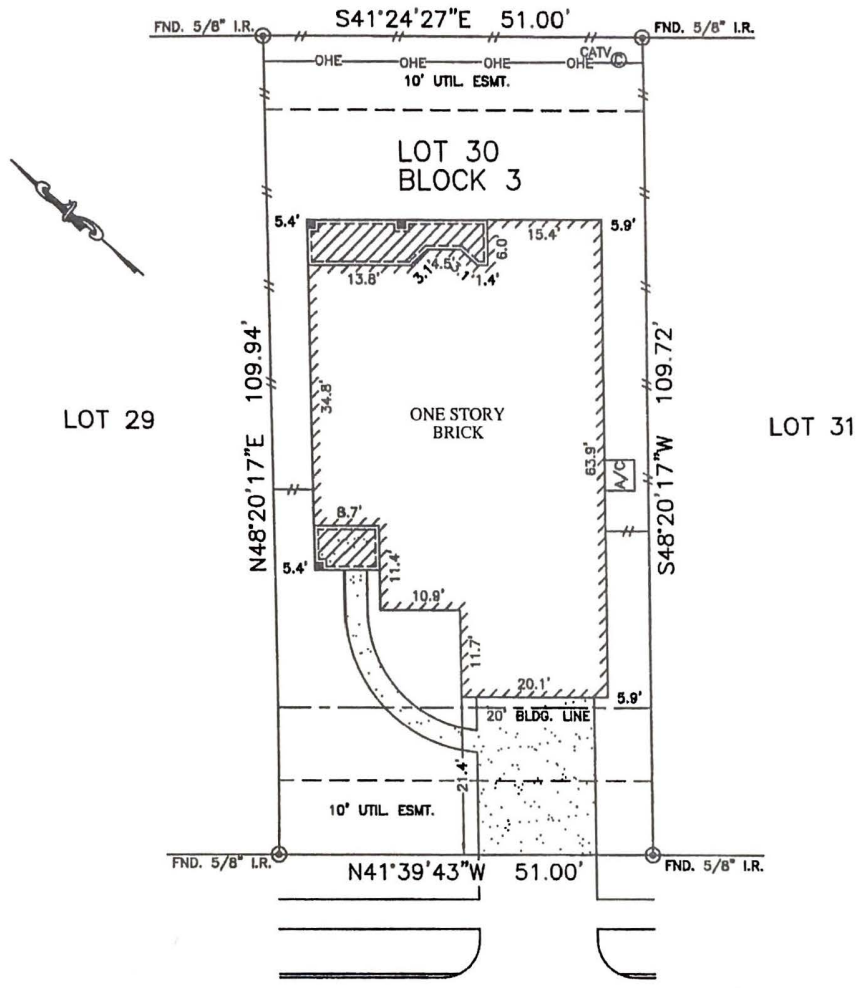 S41°24'27"E 51.00'
FND. 5/8" I.R.
FND. 5/8" I.R.
OHE OHE OHE OHE
CATV C
10' UTIL. ESMT.
LOT 30
BLOCK 3
5.4'
5.9'
15.4'
6.0'
13.8'
3.1'
4.5'
3.1'
1.4'
N48°20'17"E 109.94'
S48°20'17"W 109.72'
34.8'
LOT 29
ONE STORY
BRICK
LOT 31
63.9'
A/C
8.7'
5.4'
11.4'
10.9'
11.7'
20.1'
5.9'
20' BLDG. LINE
21.4'
10' UTIL. ESMT.
FND. 5/8" I.R.
FND. 5/8" I.R.
N41°39'43"W 51.00'